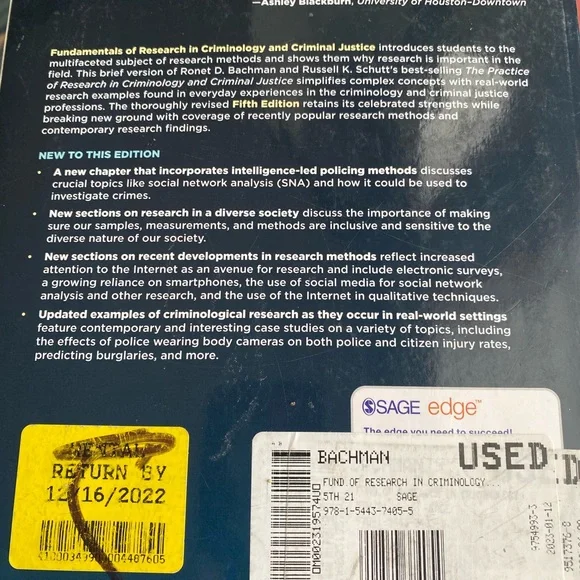 —Ashley Blackburn, University of Houston–Downtown
Fundamentals of Research in Criminology and Criminal Justice introduces students to the
multifaceted subject of research methods and shows them why research is important in the
field. This brief version of Ronet D. Bachman and Russell K. Schutt's best-selling The Practice
of Research in Criminology and Criminal Justice simplifies complex concepts with real-world
research examples found in everyday experiences in the criminology and criminal justice
professions. The thoroughly revised Fifth Edition retains its celebrated strengths while
breaking new ground with coverage of recently popular research methods and
contemporary research findings.
NEW TO THIS EDITION
• A new chapter that incorporates intelligence-led policing methods discusses
crucial topics like social network analysis (SNA) and how it could be used to
investigate crimes.
• New sections on research in a diverse society discuss the importance of making
sure our samples, measurements, and methods are inclusive and sensitive to the
diverse nature of our society.
• New sections on recent developments in research methods reflect increased
attention to the Internet as an avenue for research and include electronic surveys,
a growing reliance on smartphones, the use of social media for social network
analysis and other research, and the use of the Internet in qualitative techniques.
• Updated examples of criminological research as they occur in real-world settings
feature contemporary and interesting case studies on a variety of topics, including
the effects of police wearing body cameras on both police and citizen injury rates,
predicting burglaries, and more.
SAGE edge™
The edge you need to succeed!
RETURN BY
12/16/2022
BACHMAN
USED
FUND.OF RESEARCH IN CRIMINOLOGY...
5TH 21 SAGE
978-1-5443-7405-5
9754993-3
2023-01-12
9517376-8